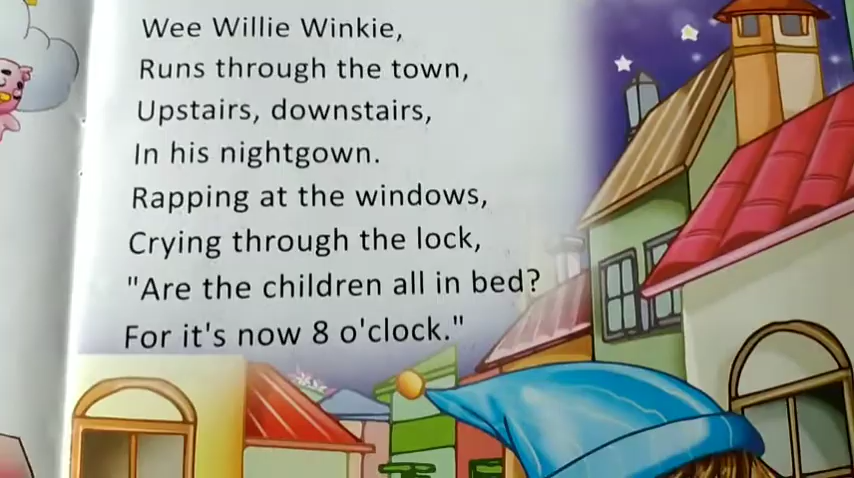 Wee Willie Winkie,
Runs through the town,
Upstairs, downstairs,
In his nightgown.
Rapping at the windows,
Crying through the lock,
"Are the children all in bed?
For it's now 8 o'clock."